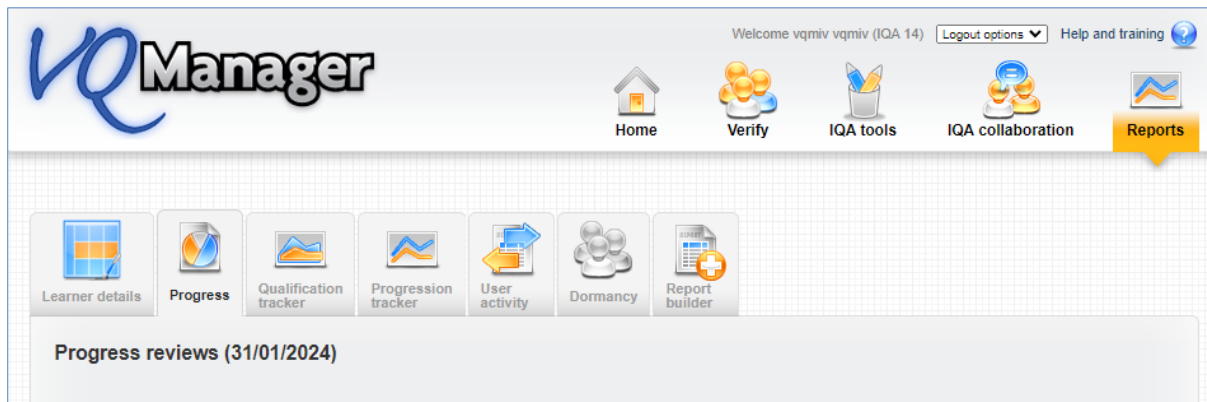 Welcome vqmiv vqmiv (IQA 14) Logout options Help and training ?
VQManager
Home Verify IQA tools IQA collaboration Reports
Learner details Progress Qualification tracker Progression tracker User activity Dormancy Report builder
Progress reviews (31/01/2024)